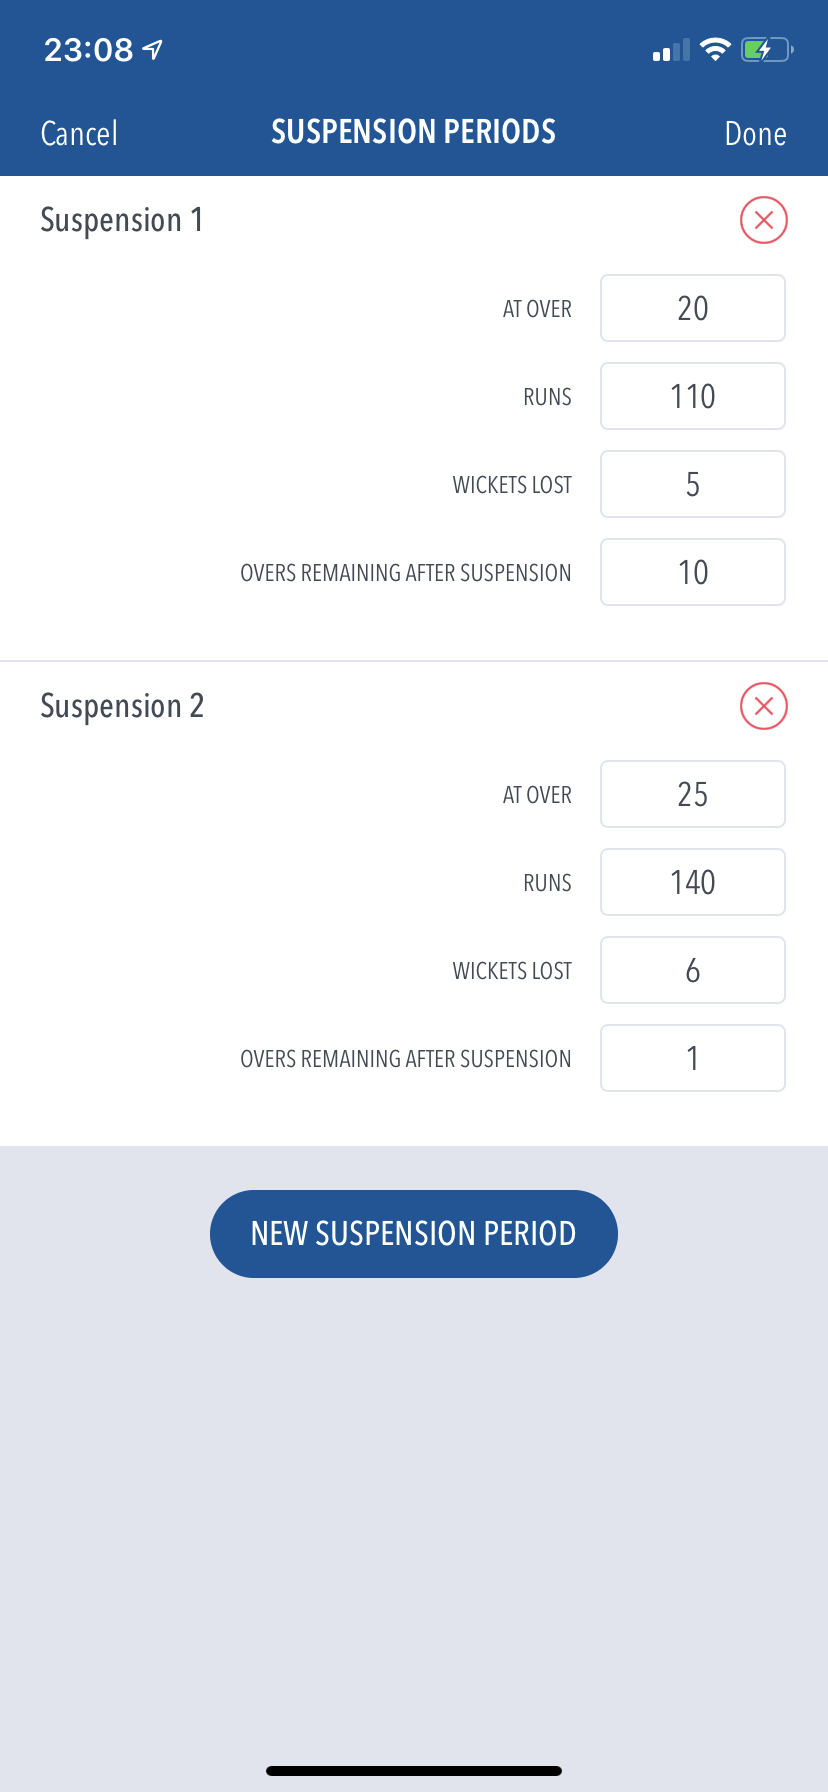 23:08
Cancel SUSPENSION PERIODS Done
Suspension 1
AT OVER 20
RUNS 110
WICKETS LOST 5
OVERS REMAINING AFTER SUSPENSION 10
Suspension 2
AT OVER 25
RUNS 140
WICKETS LOST 6
OVERS REMAINING AFTER SUSPENSION 1
NEW SUSPENSION PERIOD